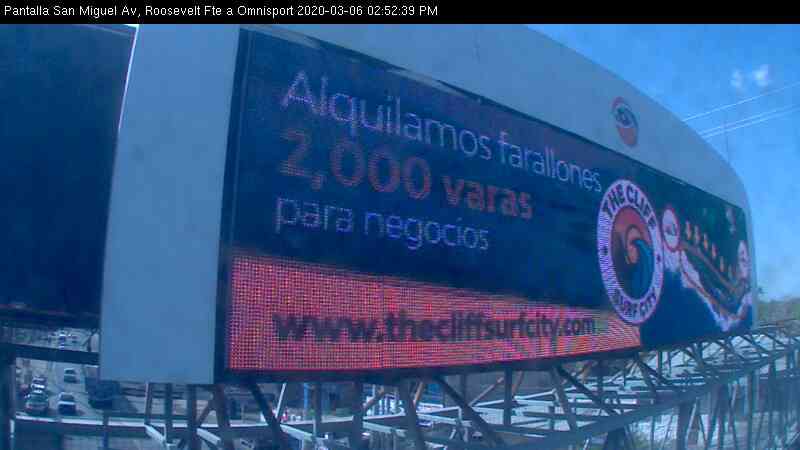 Pantalla San Miguel Av, Roosevelt Fte a Omnisport 2020-03-06 02:52:39 PM
Alquilamos farallones
2,000 varas
para negocios
THE CLIFF
SURF CITY
www.thecliffsurfcity.com